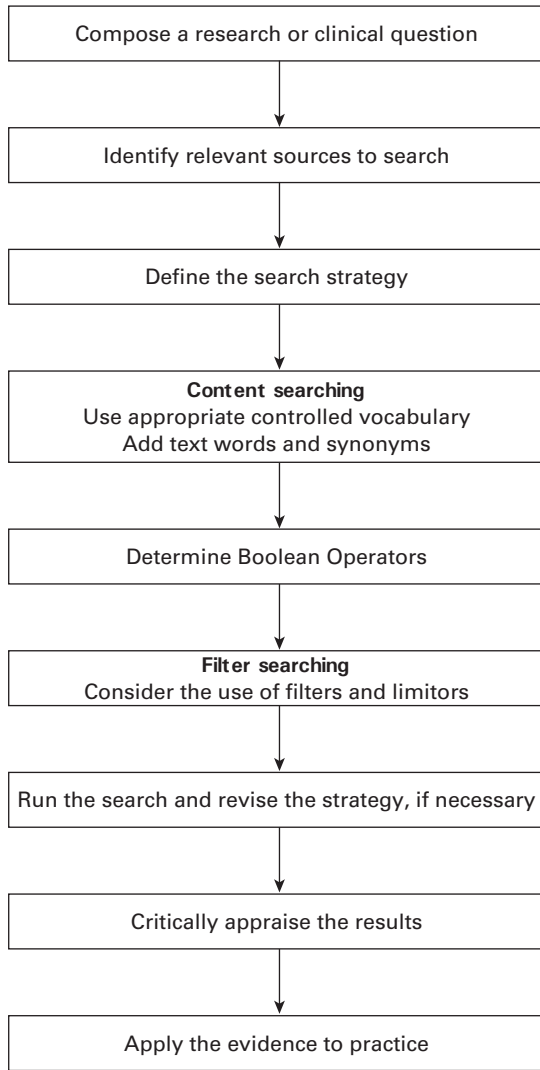 Compose a research or clinical question
Identify relevant sources to search
Define the search strategy
Content searching
Use appropriate controlled vocabulary
Add text words and synonyms
Determine Boolean Operators
Filter searching
Consider the use of filters and limitors
Run the search and revise the strategy, if necessary
Critically appraise the results
Apply the evidence to practice